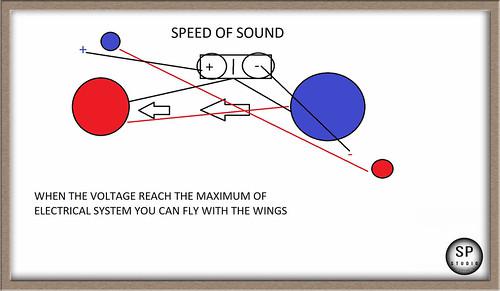 SPEED OF SOUND
+
+ | -
-
WHEN THE VOLTAGE REACH THE MAXIMUM OF
ELECTRICAL SYSTEM YOU CAN FLY WITH THE WINGS
SP
STUDIO